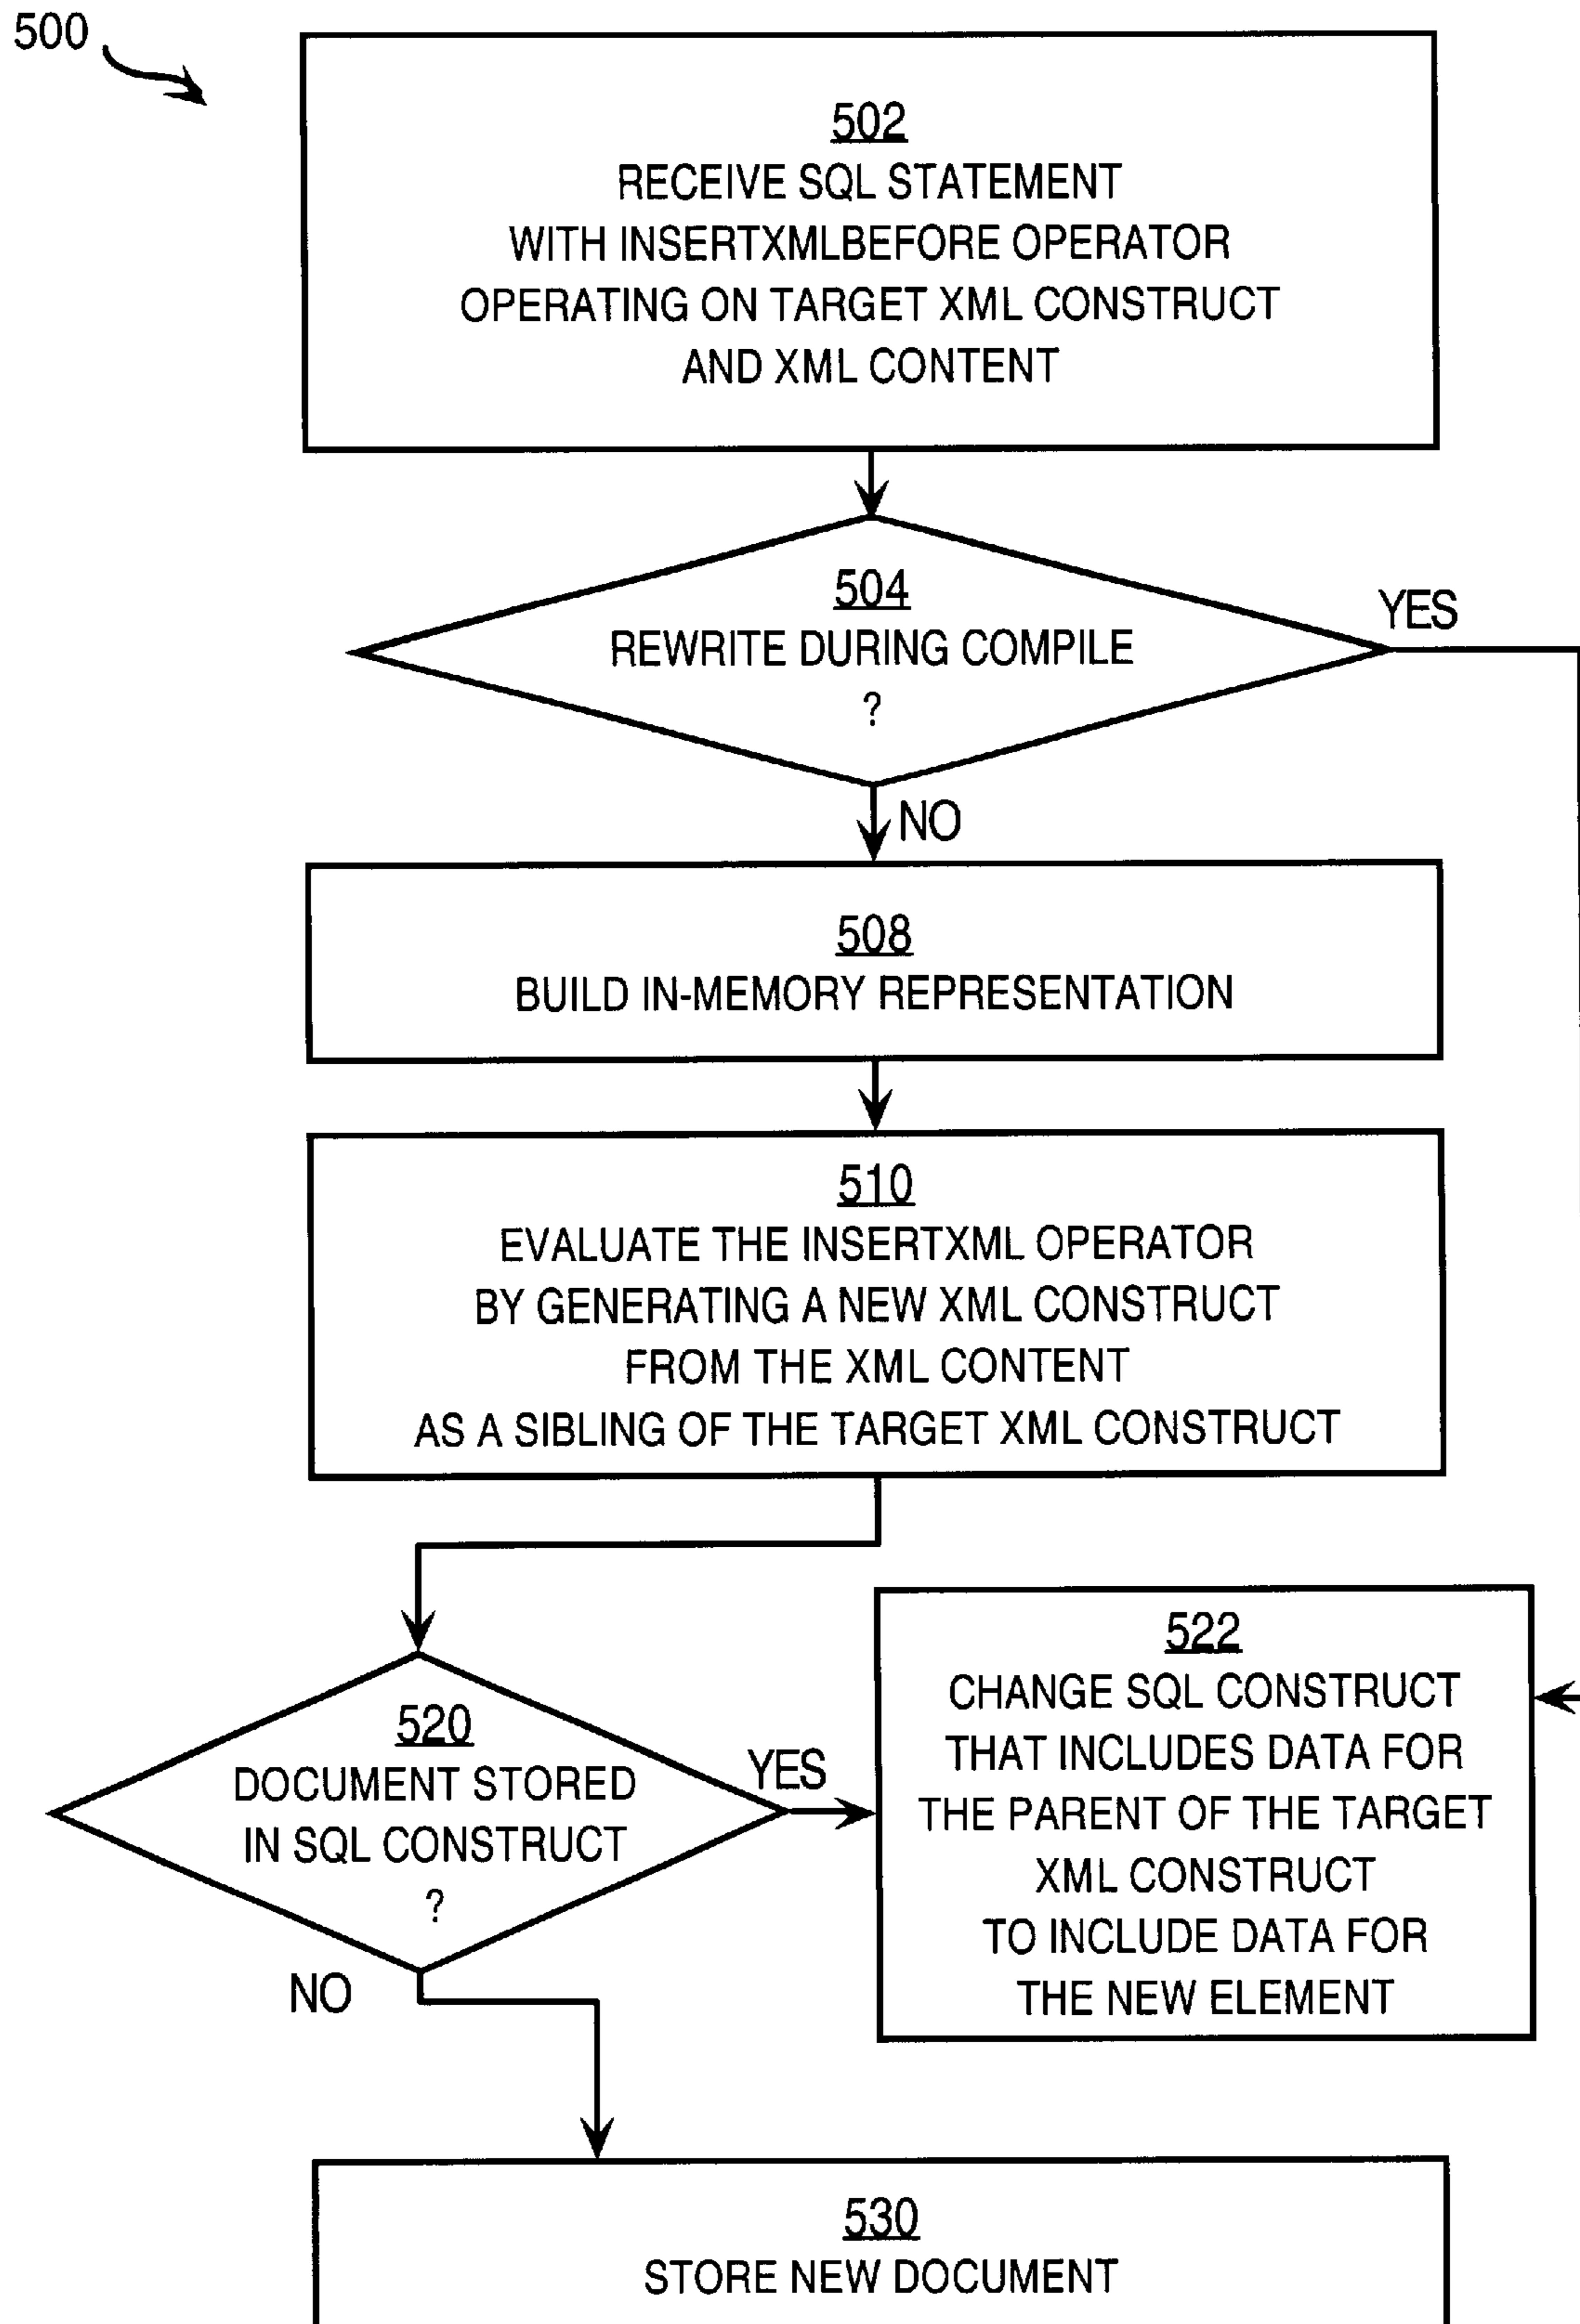 500
502
RECEIVE SQL STATEMENT
WITH INSERTXMLBEFORE OPERATOR
OPERATING ON TARGET XML CONSTRUCT
AND XML CONTENT
504
REWRITE DURING COMPILE
?
YES
NO
508
BUILD IN-MEMORY REPRESENTATION
510
EVALUATE THE INSERTXML OPERATOR
BY GENERATING A NEW XML CONSTRUCT
FROM THE XML CONTENT
AS A SIBLING OF THE TARGET XML CONSTRUCT
520
DOCUMENT STORED
IN SQL CONSTRUCT
?
YES
NO
522
CHANGE SQL CONSTRUCT
THAT INCLUDES DATA FOR
THE PARENT OF THE TARGET
XML CONSTRUCT
TO INCLUDE DATA FOR
THE NEW ELEMENT
530
STORE NEW DOCUMENT